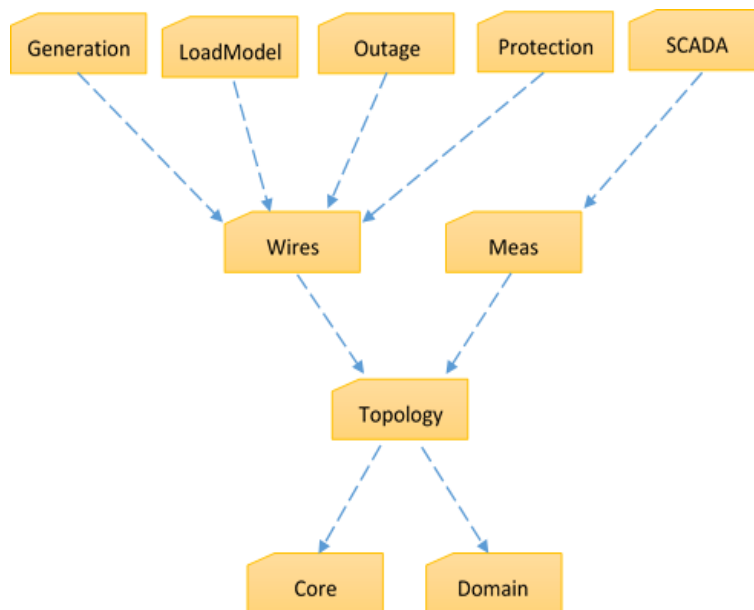 Generation
LoadModel
Outage
Protection
SCADA
Wires
Meas
Topology
Core
Domain